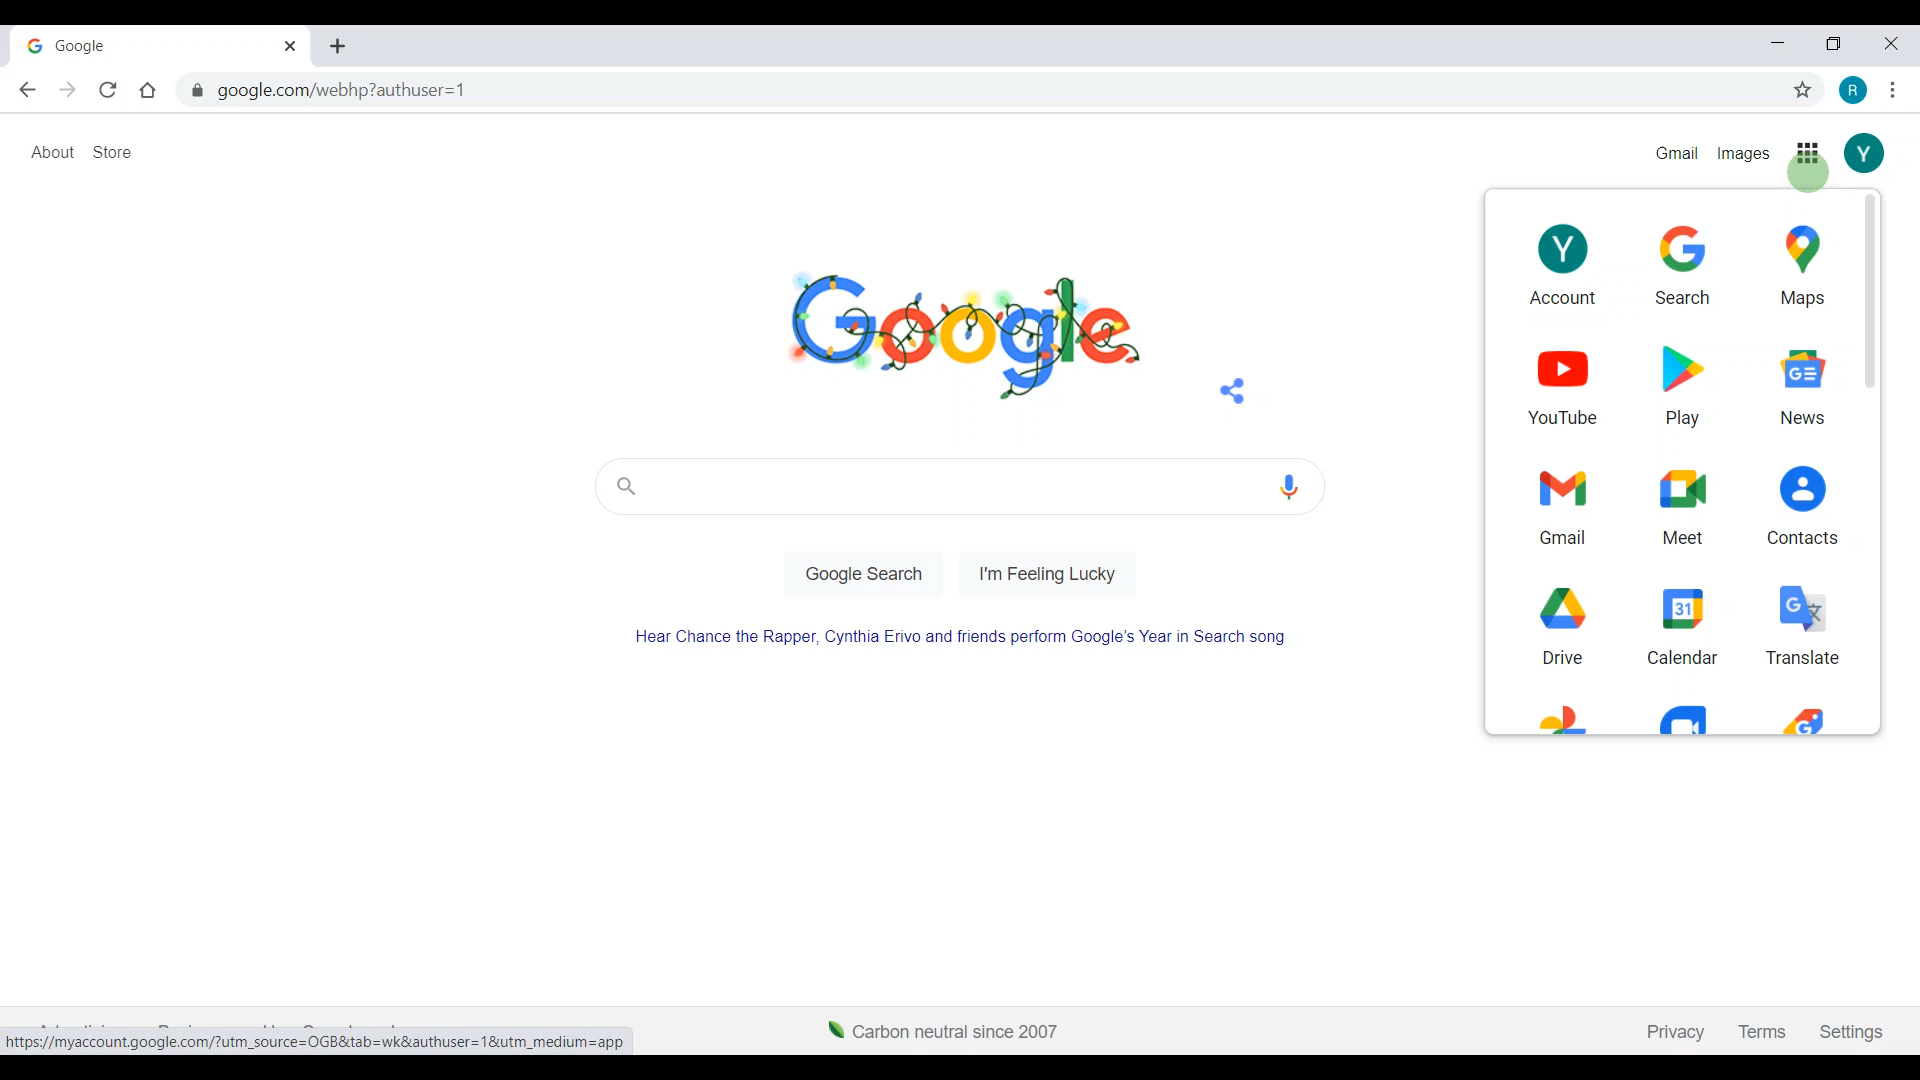 Google
google.com/webhp?authuser=1
R
About Store
Gmail Images
Y
Google
Y
Account Search Maps
YouTube Play News
Gmail Meet Contacts
31
Drive Calendar Translate
Google Search I'm Feeling Lucky
Hear Chance the Rapper, Cynthia Erivo and friends perform Google's Year in Search song
Carbon neutral since 2007
Privacy Terms Settings
https://myaccount.google.com/?utm_source=OGB&tab=wk&authuser=1&utm_medium=app